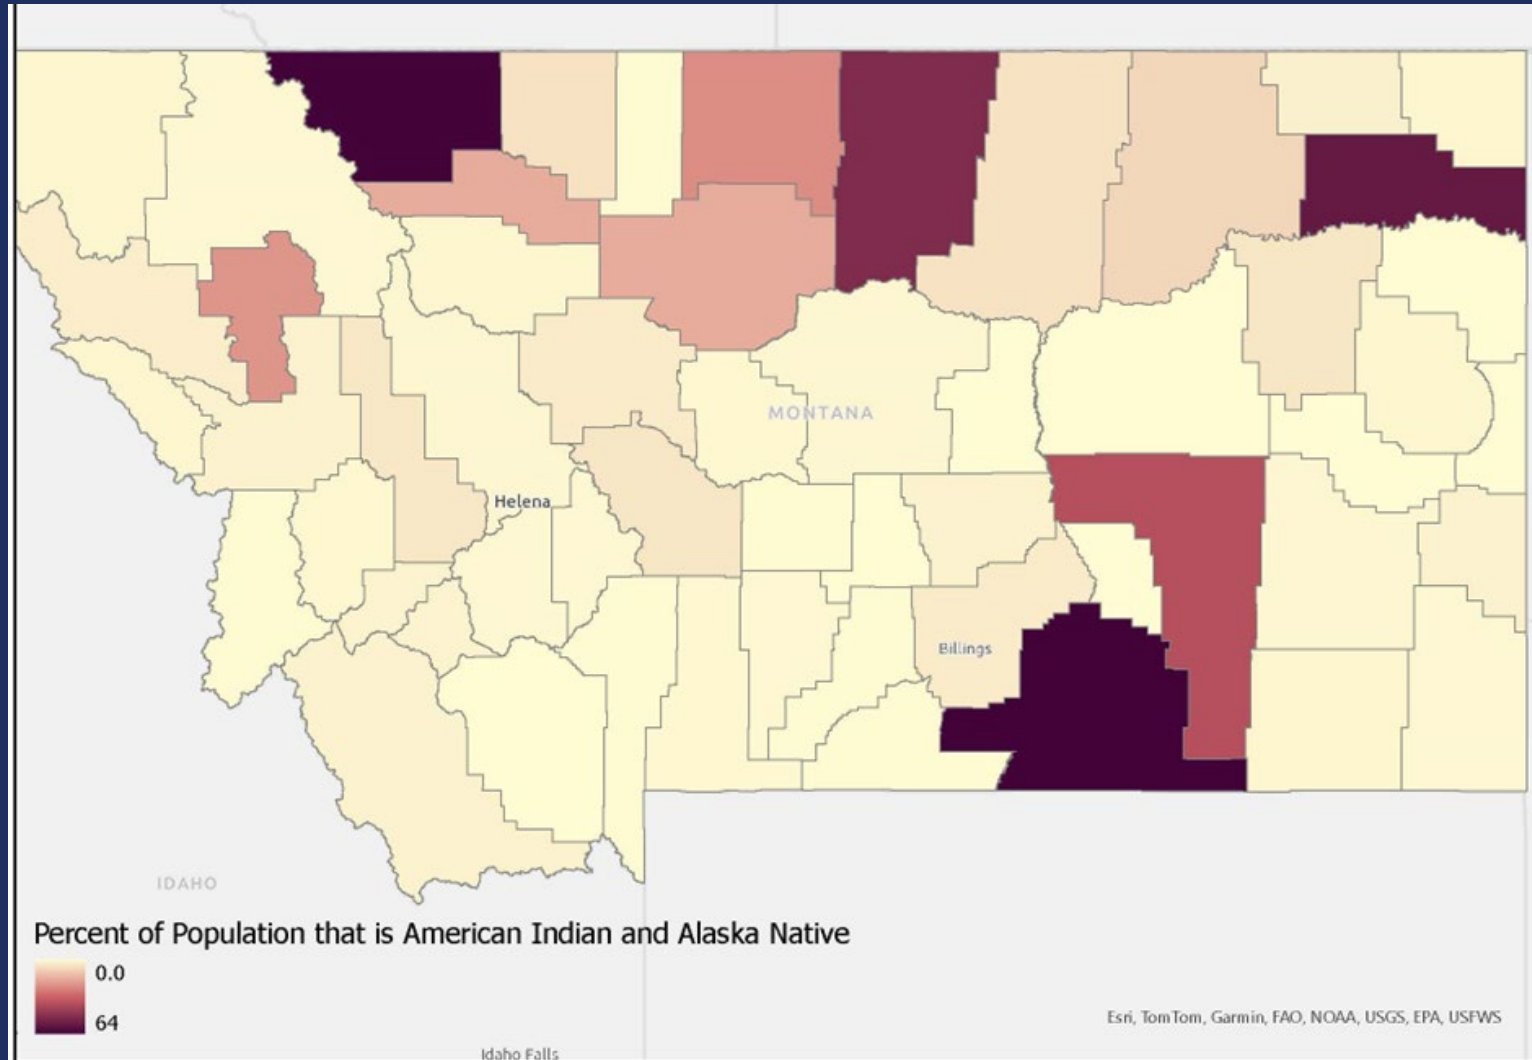 MONTANA
Helena
Billings
IDAHO
Percent of Population that is American Indian and Alaska Native
0.0
64
Esri, TomTom, Garmin, FAO, NOAA, USGS, EPA, USFWS
Idaho Falls